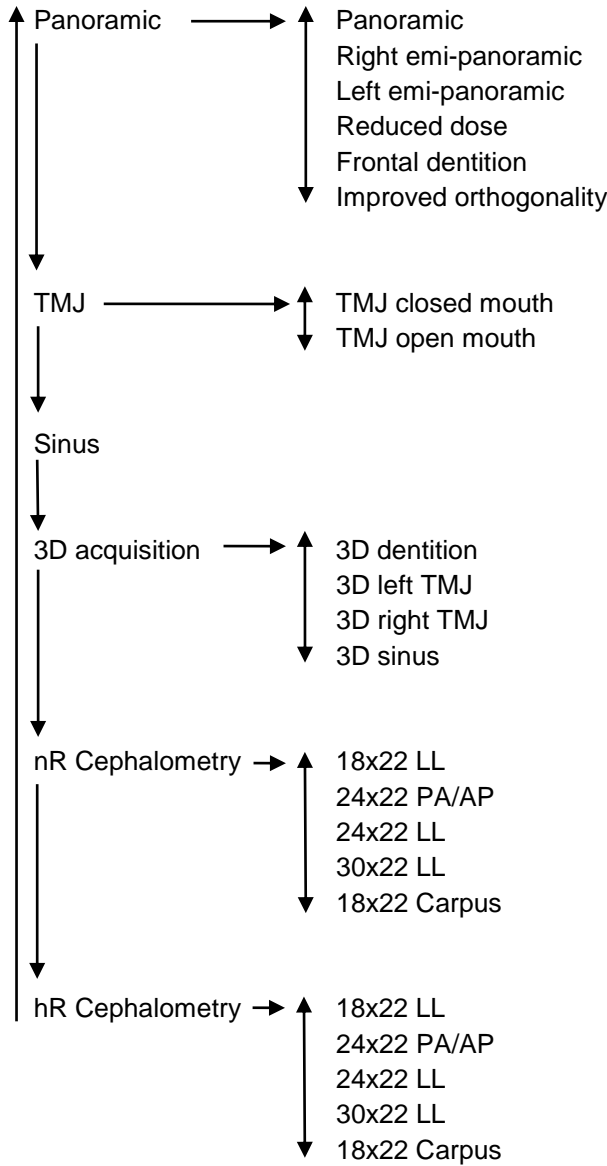 Panoramic
Panoramic
Right emi-panoramic
Left emi-panoramic
Reduced dose
Frontal dentition
Improved orthogonality
TMJ
TMJ closed mouth
TMJ open mouth
Sinus
3D acquisition
3D dentition
3D left TMJ
3D right TMJ
3D sinus
nR Cephalometry
18x22 LL
24x22 PA/AP
24x22 LL
30x22 LL
18x22 Carpus
hR Cephalometry
18x22 LL
24x22 PA/AP
24x22 LL
30x22 LL
18x22 Carpus